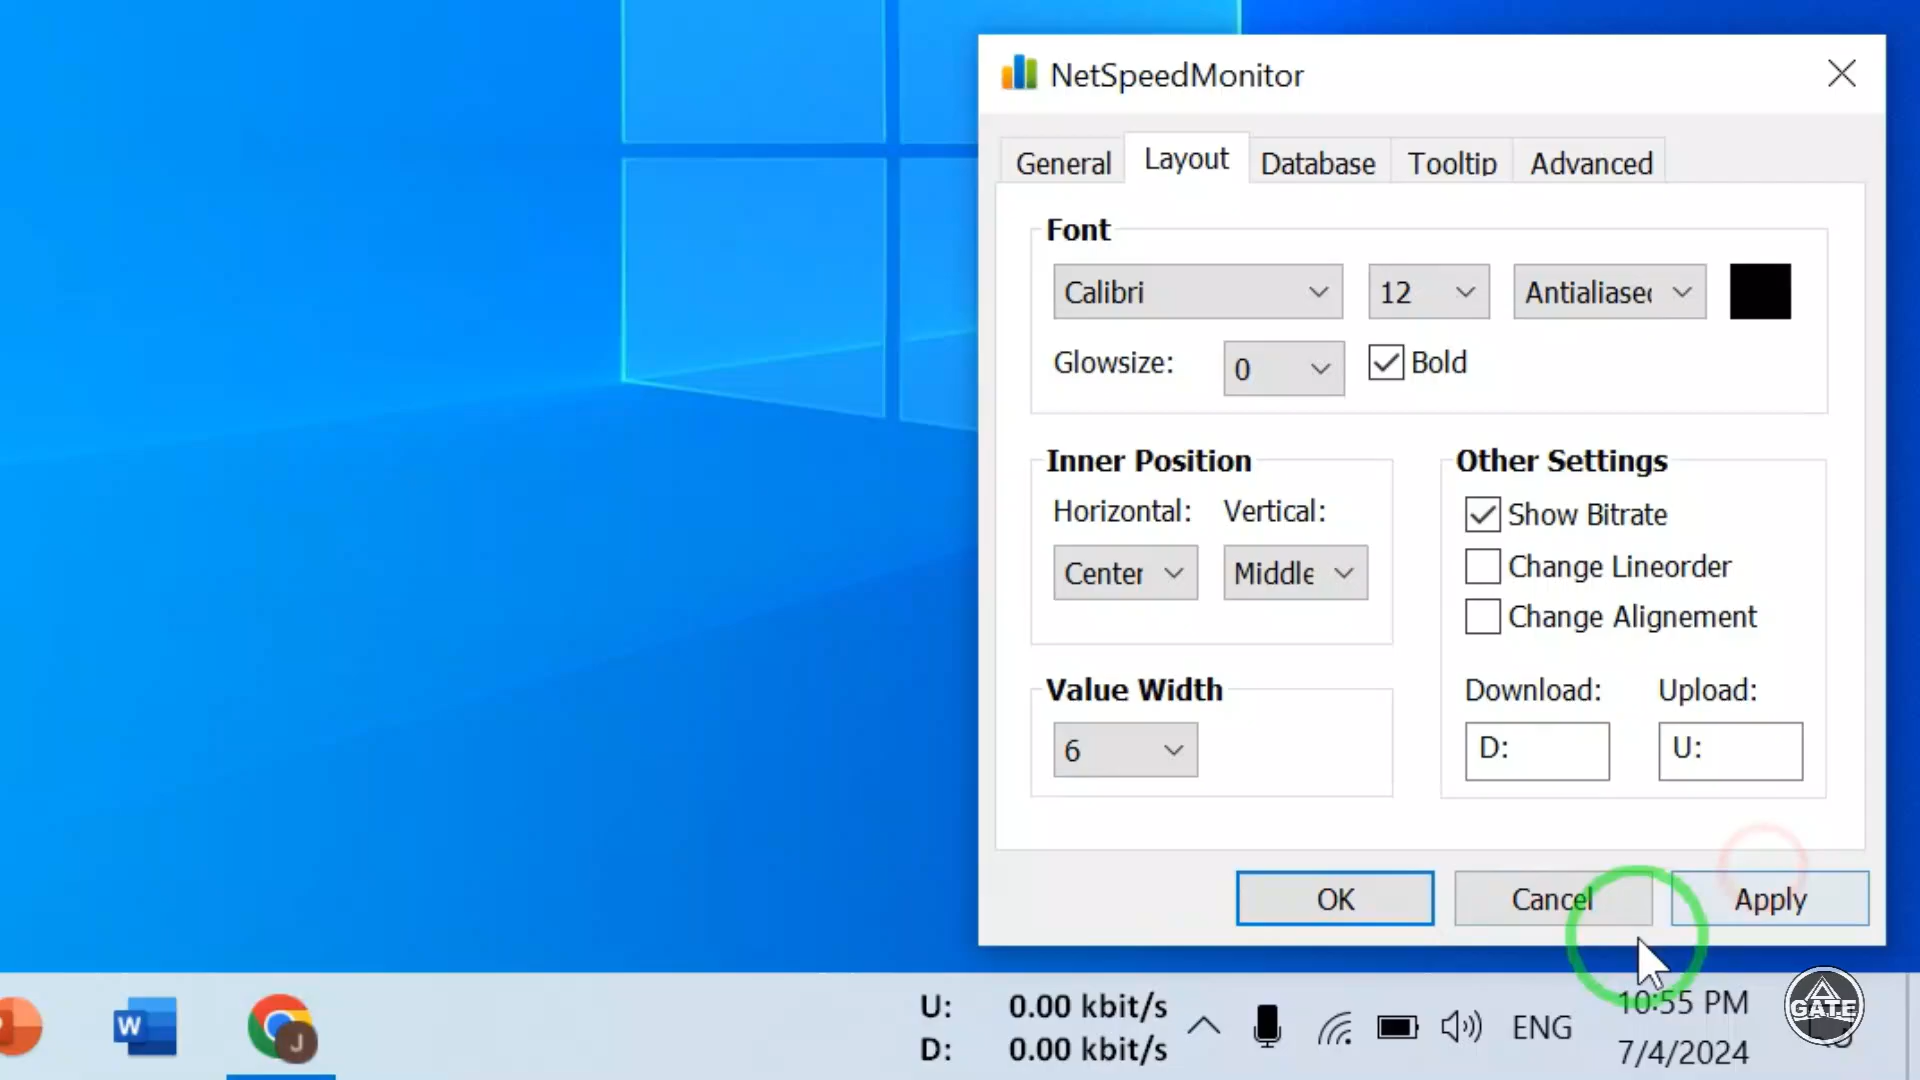 NetSpeedMonitor
General Layout Database Tooltip Advanced
Font
Calibri 12 Antialiased
Glowsize: 0 Bold
Inner Position
Horizontal: Vertical:
Center Middle
Other Settings
Show Bitrate
Change Lineorder
Change Alignement
Value Width
6
Download: Upload:
D: U:
OK Cancel Apply
W
J
U: 0.00 kbit/s
D: 0.00 kbit/s
ENG
10:55 PM
7/4/2024
GATE